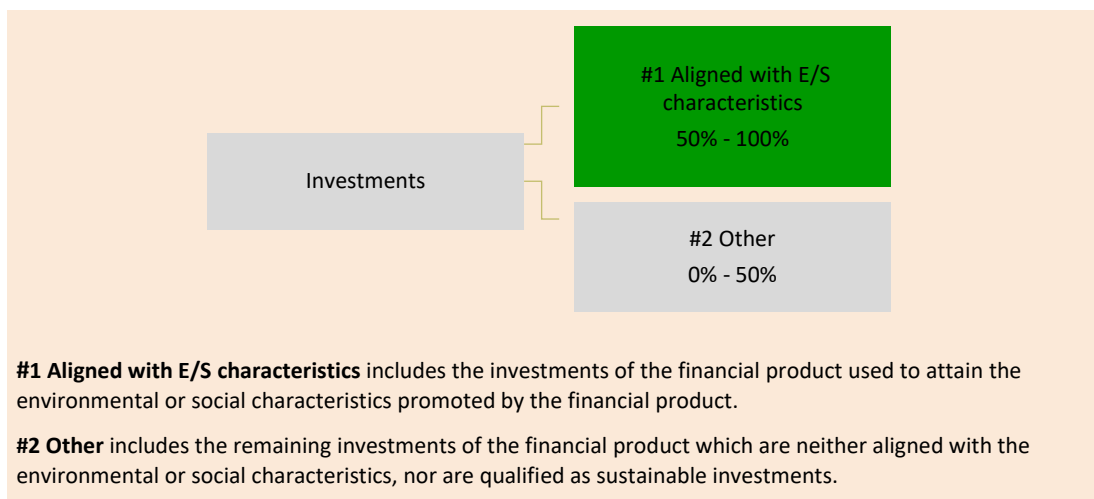 #1 Aligned with E/S
characteristics
50% - 100%
Investments
#2 Other
0% - 50%
#1 Aligned with E/S characteristics includes the investments of the financial product used to attain the
environmental or social characteristics promoted by the financial product.
#2 Other includes the remaining investments of the financial product which are neither aligned with the
environmental or social characteristics, nor are qualified as sustainable investments.